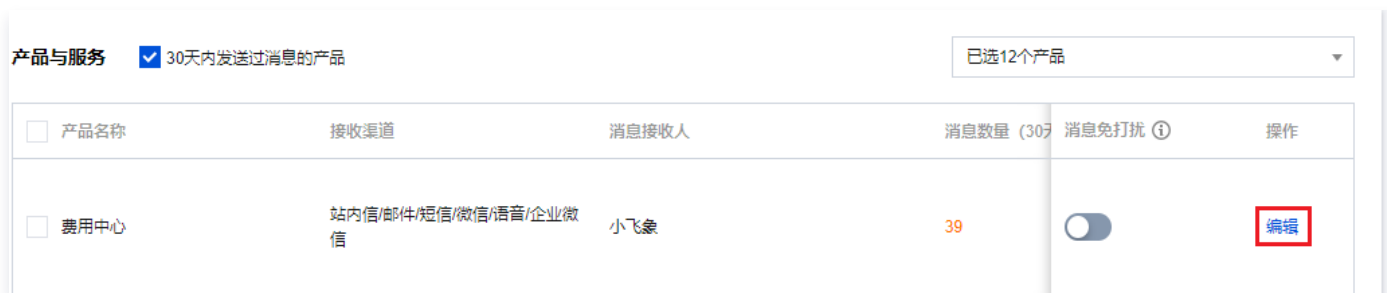 产品与服务 30天内发送过消息的产品 已选12个产品
产品名称 接收渠道 消息接收人 消息数量（30天 消息免打扰 操作
费用中心 站内信/邮件/短信/微信/语音/企业微
信 小飞象 39 编辑